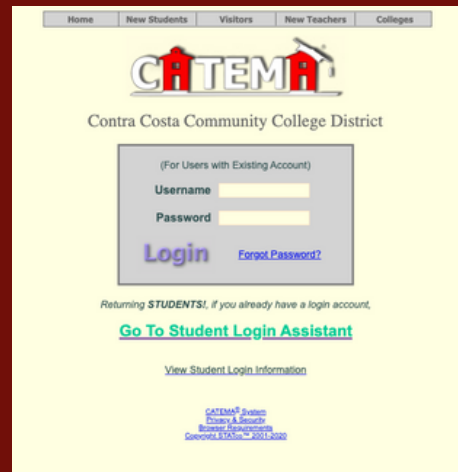 Home New Students Visitors New Teachers Colleges
CATEMA
Contra Costa Community College District
(For Users with Existing Account)
Username
Password
Login Forgot Password?
Returning STUDENTS!, if you already have a login account,
Go To Student Login Assistant
View Student Login Information
CATEMA® System
Privacy & Security
Browser Requirements
Copyright STATos™ 2001-2020